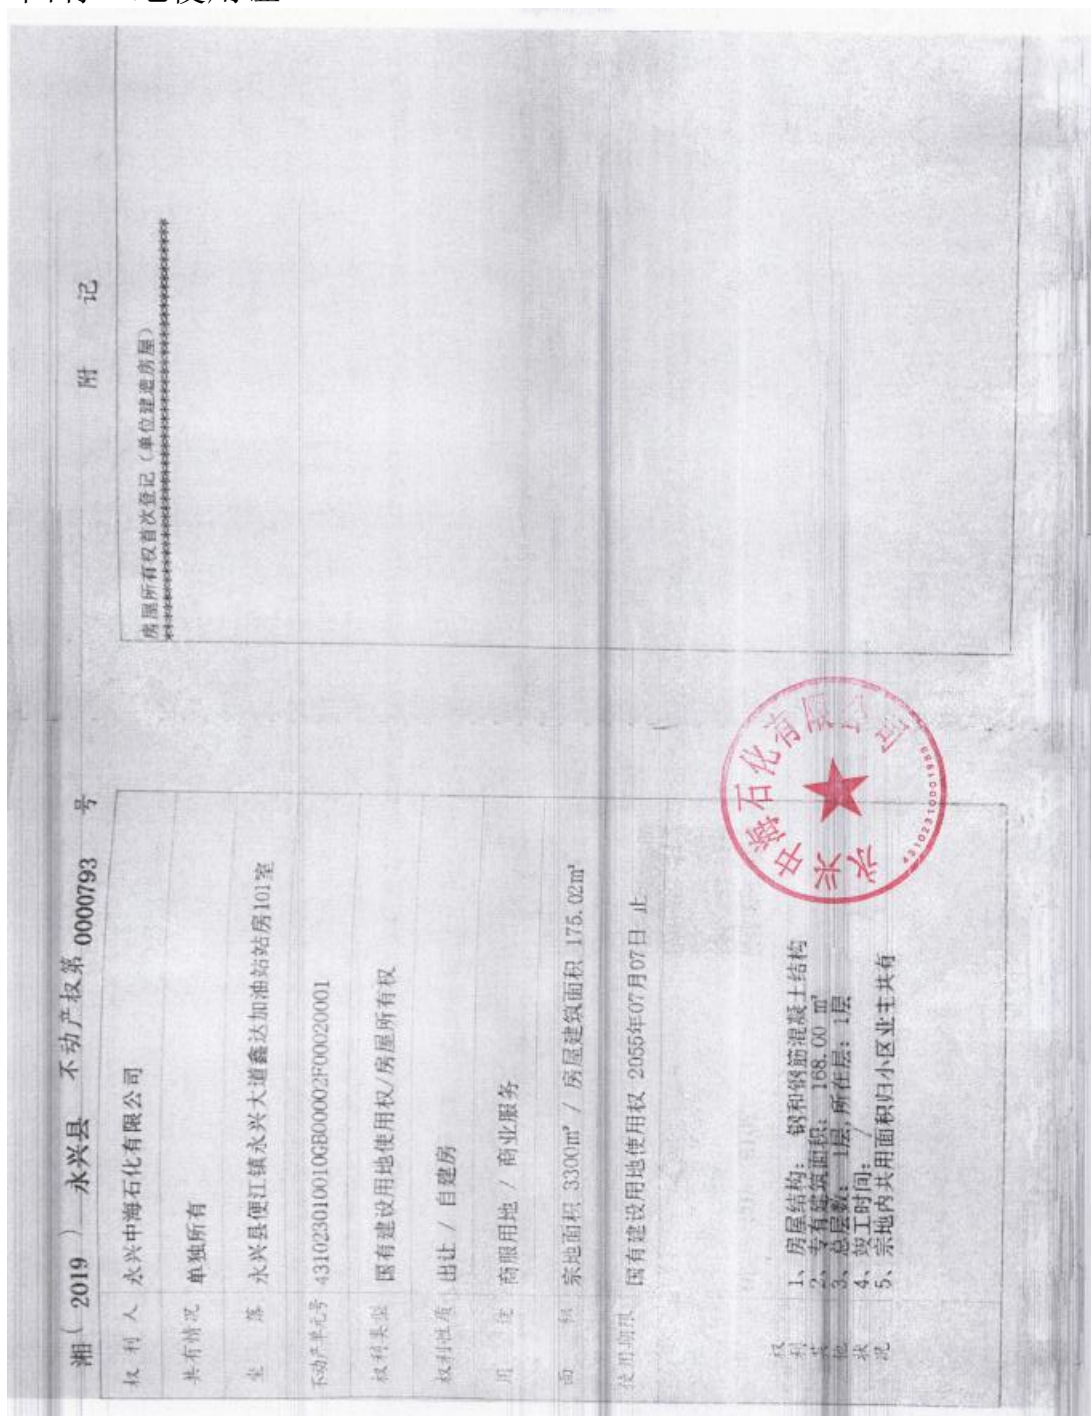 湘（ 2019 ） 永兴县 不动产权第 0000793 号
权利人 永兴中海石化有限公司
共有情况 单独所有
坐落 永兴县便江镇永兴大道鑫达加油站站房101室
不动产单元号 431023010010GB00002F00020001
权利类型 国有建设用地使用权/房屋所有权
权利性质 出让 / 自建房
用途 商服用地 / 商业服务
面积 宗地面积 3300m² / 房屋建筑面积 175.02m²
使用期限 国有建设用地使用权 2055年07月07日 止
权利其他状况
1、房屋结构： 钢和钢筋混凝土结构
2、专有建筑面积： 168.00 m²
3、总层数： 1层,所在层：1层
4、竣工时间： /
5、宗地内共用面积归小区业主共有
永兴中海石化有限公司
附 记
房屋所有权首次登记（单位建造房屋）